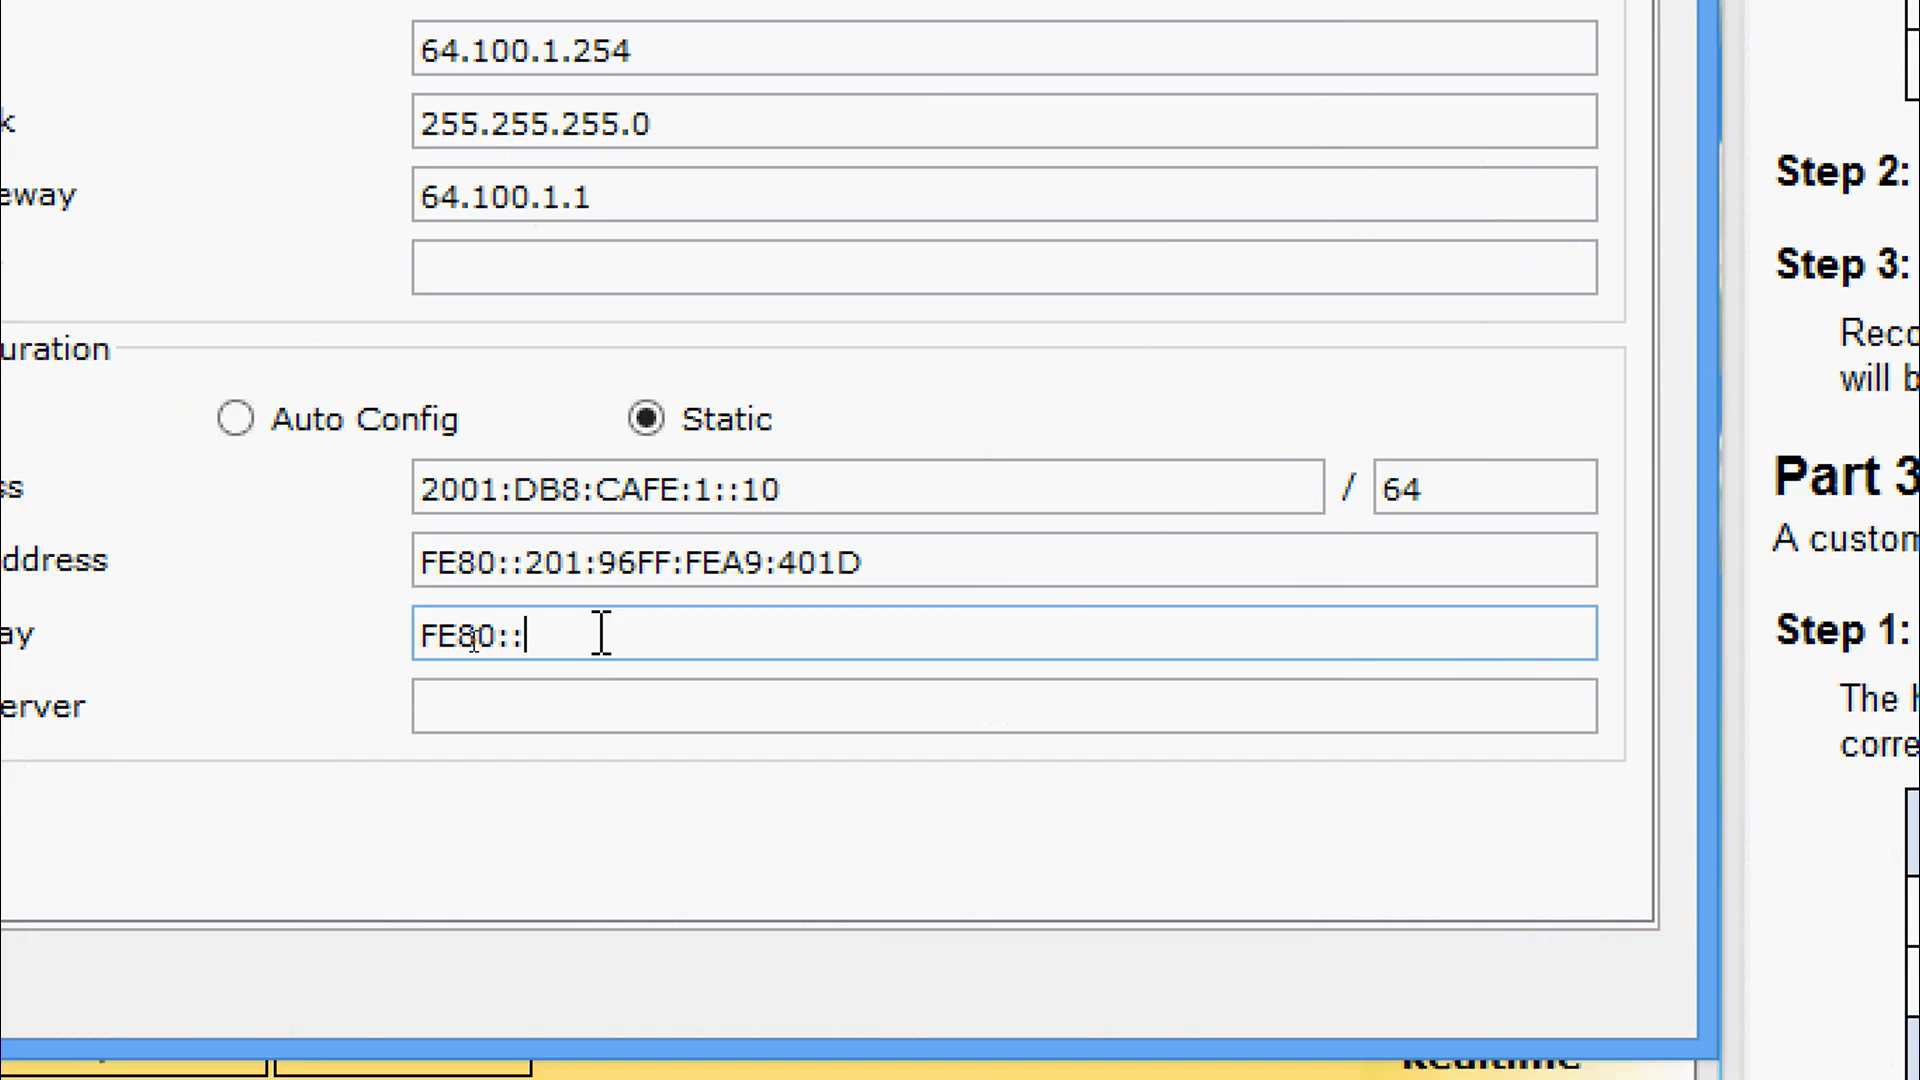 64.100.1.254
k 255.255.255.0
eway 64.100.1.1
uration
Auto Config Static
ss 2001:DB8:CAFE:1::10 / 64
ddress FE80::201:96FF:FEA9:401D
ay FE80::
erver
Realtime
Step 2:
Step 3:
Reco
will b
Part 3
A custom
Step 1:
The h
corre